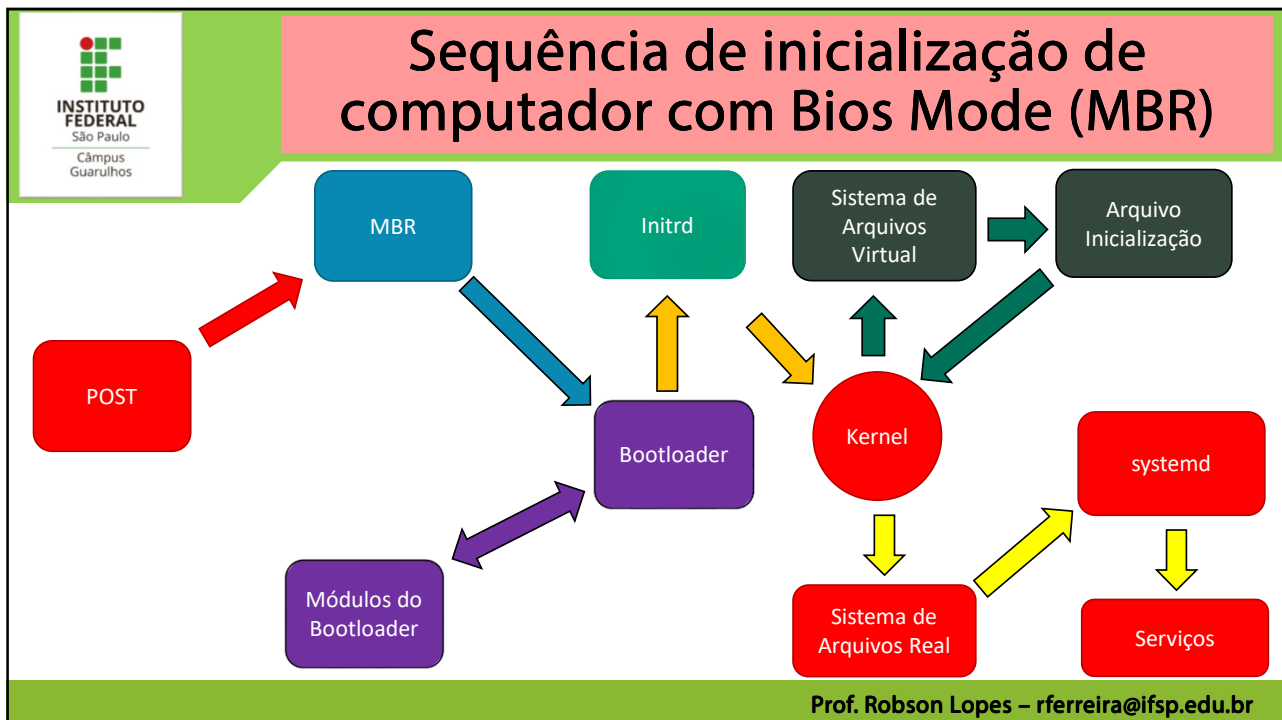 INSTITUTO
FEDERAL
São Paulo
Câmpus
Guarulhos
Sequência de inicialização de
computador com Bios Mode (MBR)
MBR
Initrd
Sistema de
Arquivos
Virtual
Arquivo
Inicialização
POST
Bootloader
Kernel
systemd
Módulos do
Bootloader
Sistema de
Arquivos Real
Serviços
Prof. Robson Lopes – rferreira@ifsp.edu.br